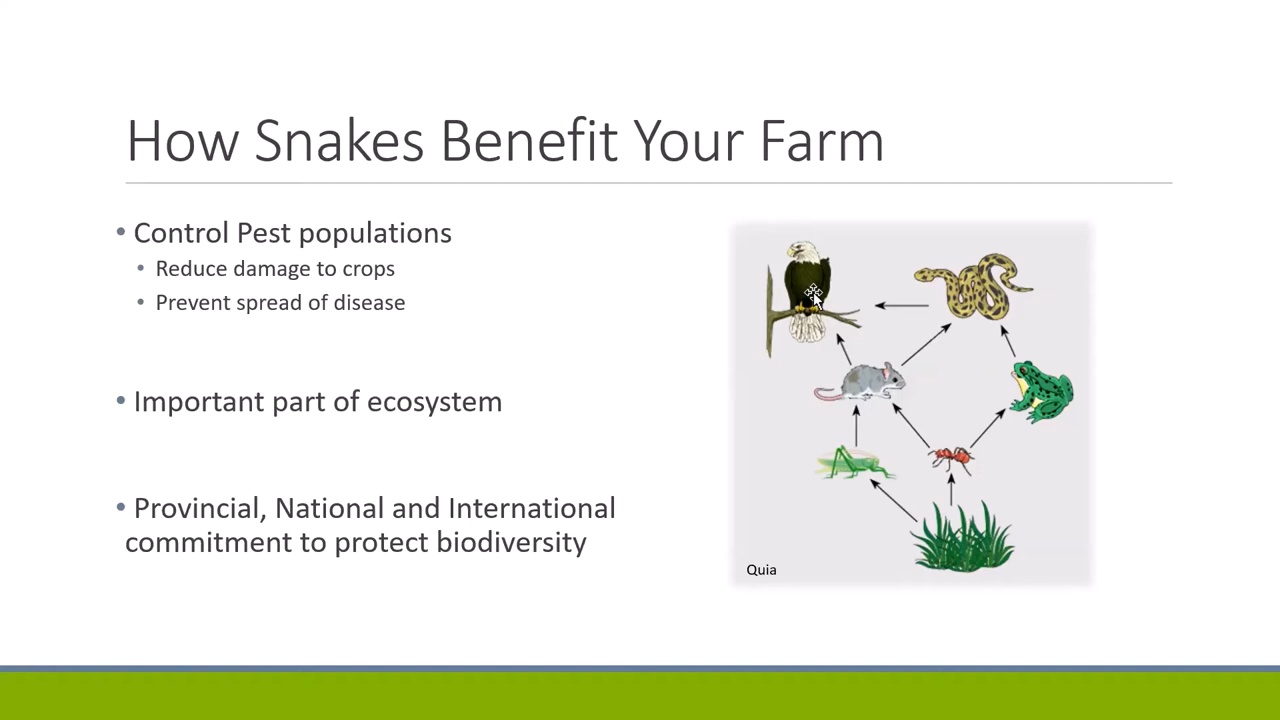 How Snakes Benefit Your Farm
• Control Pest populations
• Reduce damage to crops
• Prevent spread of disease
• Important part of ecosystem
• Provincial, National and International
commitment to protect biodiversity
Quia